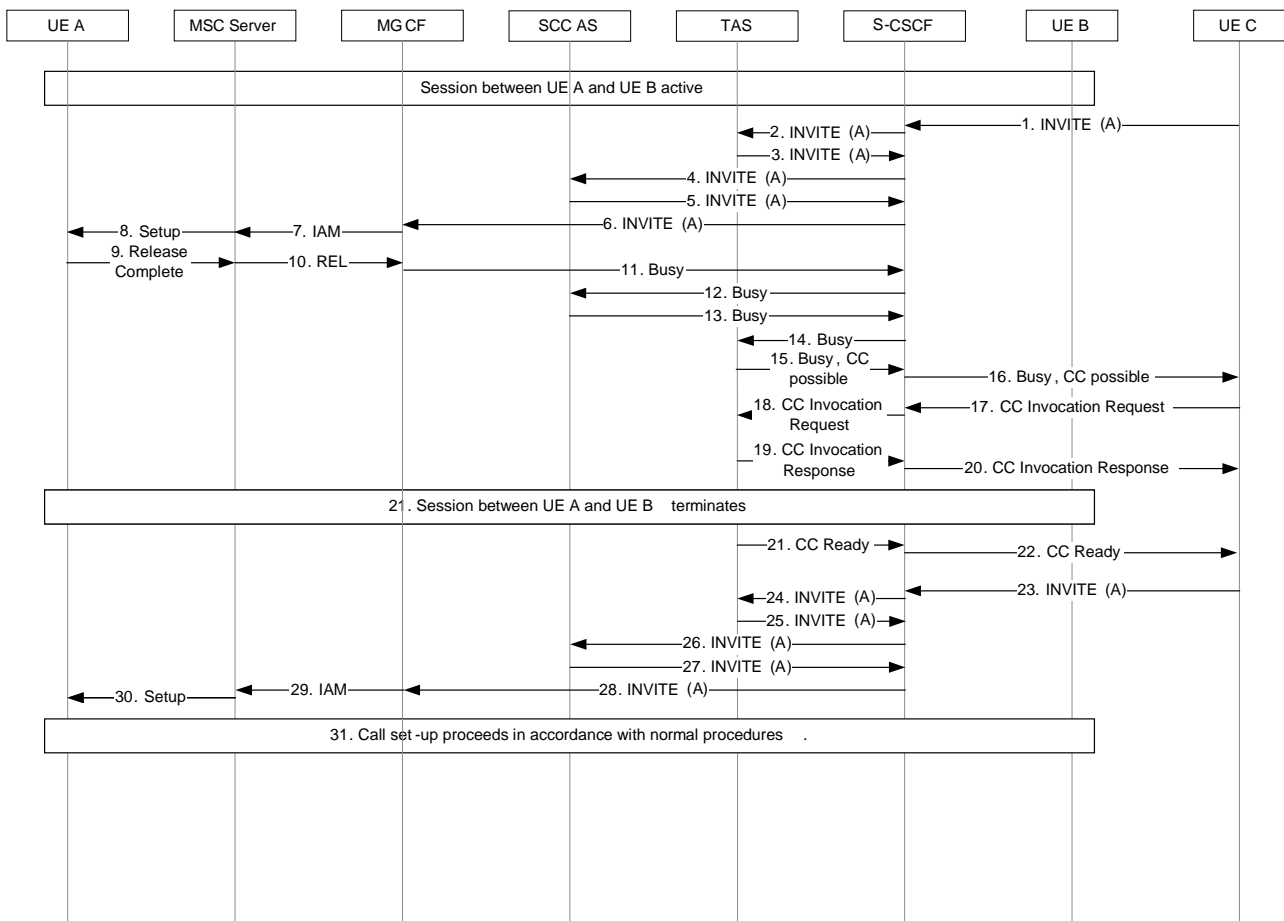 UE A
MSC Server
MG CF
SCC AS
TAS
S-CSCF
UE B
UE C
Session between UE A and UE B active
1. INVITE (A)
2. INVITE (A)
3. INVITE (A)
4. INVITE (A)
5. INVITE (A)
6. INVITE (A)
7. IAM
8. Setup
9. Release
Complete
10. REL
11. Busy
12. Busy
13. Busy
14. Busy
15. Busy, CC
possible
16. Busy, CC possible
17. CC Invocation Request
18. CC Invocation
Request
19. CC Invocation
Response
20. CC Invocation Response
21. Session between UE A and UE B terminates
21. CC Ready
22. CC Ready
23. INVITE (A)
24. INVITE (A)
25. INVITE (A)
26. INVITE (A)
27. INVITE (A)
28. INVITE (A)
29. IAM
30. Setup
31. Call set-up proceeds in accordance with normal procedures .